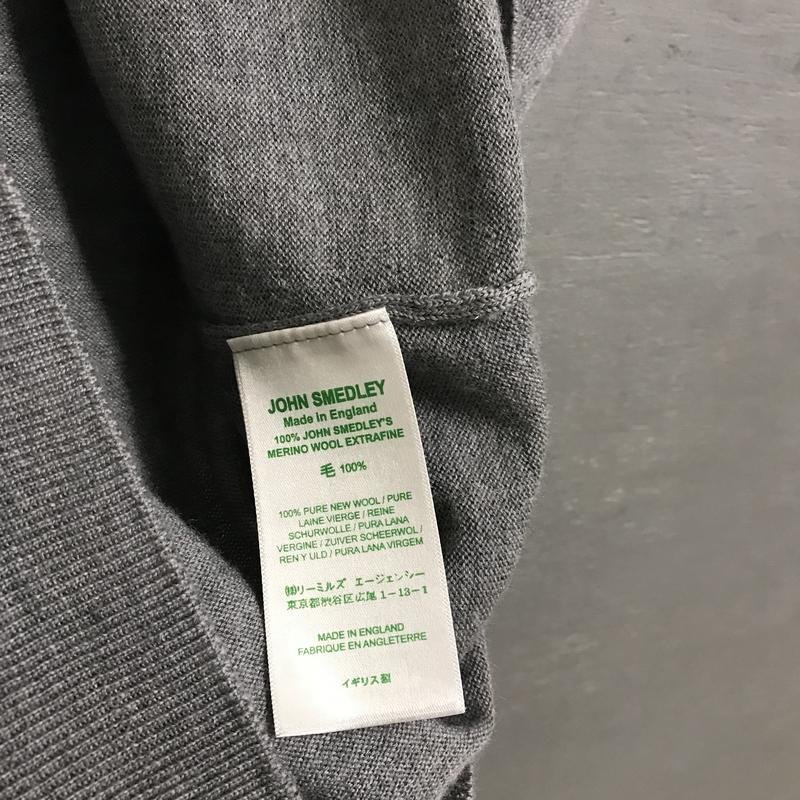 JOHN SMEDLEY
Made in England
100% JOHN SMEDLEY'S
MERINO WOOL EXTRAFINE
毛 100%
100% PURE NEW WOOL / PURE
LAINE VIERGE / REINE
SCHURWOLLE / PURA LANA
VERGINE / ZUIVER SCHEERWOL /
REN Y ULD / PURA LANA VIRGEM
㈱リーミルズ エージェンシー
東京都渋谷区広尾1-13-1
MADE IN ENGLAND
FABRIQUE EN ANGLETERRE
イギリス製